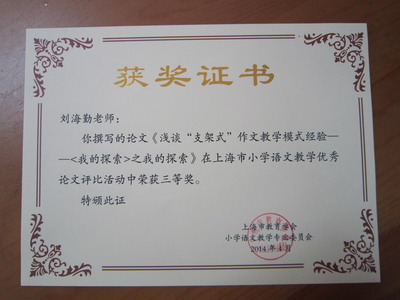 获奖证书
刘海勤老师：
你撰写的论文《浅谈“支架式”作文教学模式经验—
—<我的探索>之我的探索》在上海市小学语文教学优秀
论文评比活动中荣获三等奖。
特颁此证
上海市教育学会
小学语文教学专业委员会
2014年1月